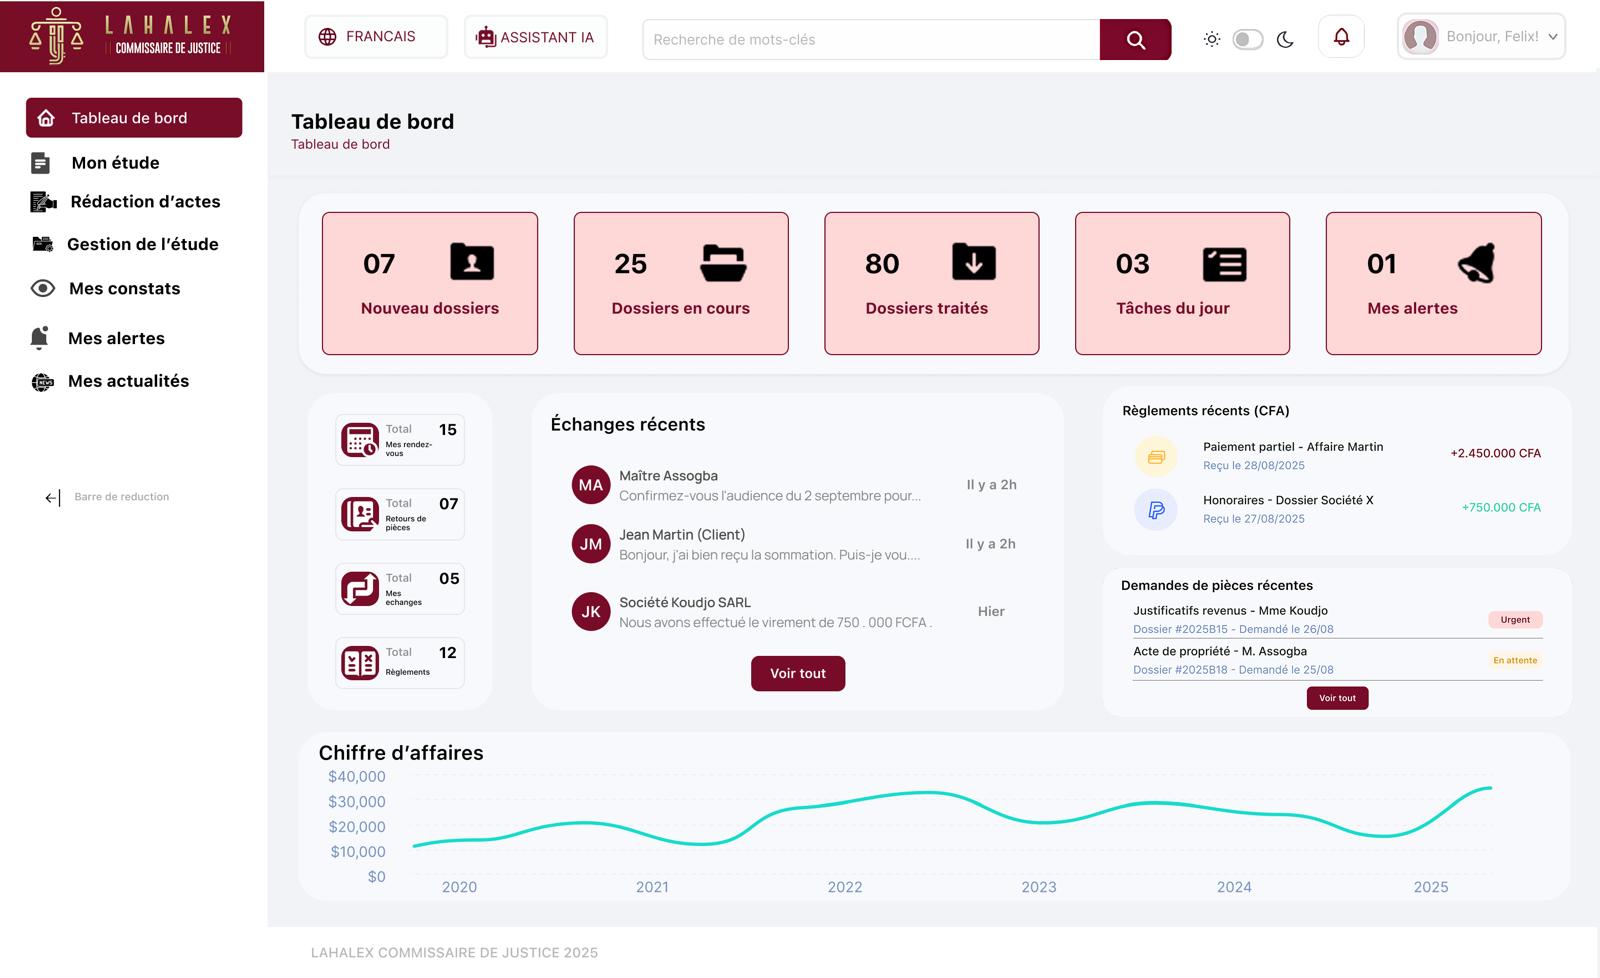 LAHALEX
COMMISSAIRE DE JUSTICE
FRANCAIS
ASSISTANT IA
Recherche de mots-clés
Bonjour, Felix!
Tableau de bord
Mon étude
Rédaction d'actes
Gestion de l'étude
Mes constats
Mes alertes
NEWS
Mes actualités
Barre de reduction
Tableau de bord
Tableau de bord
07
Nouveau dossiers
25
Dossiers en cours
80
Dossiers traités
03
Tâches du jour
01
Mes alertes
Total 15
Mes rendez-
vous
Total 07
Retours de
pièces
Total 05
Mes
echanges
Total 12
Règlements
Échanges récents
MA
Maître Assogba
Confirmez-vous l'audience du 2 septembre pour...
Il y a 2h
JM
Jean Martin (Client)
Bonjour, j'ai bien reçu la sommation. Puis-je vou....
Il y a 2h
JK
Société Koudjo SARL
Nous avons effectué le virement de 750 . 000 FCFA .
Hier
Voir tout
Règlements récents (CFA)
Paiement partiel - Affaire Martin
Reçu le 28/08/2025
+2.450.000 CFA
Honoraires - Dossier Société X
Reçu le 27/08/2025
+750.000 CFA
Demandes de pièces récentes
Justificatifs revenus - Mme Koudjo
Dossier #2025B15 - Demandé le 26/08
Urgent
Acte de propriété - M. Assogba
Dossier #2025B18 - Demandé le 25/08
En attente
Voir tout
Chiffre d'affaires
$40,000
$30,000
$20,000
$10,000
$0
2020 2021 2022 2023 2024 2025
LAHALEX COMMISSAIRE DE JUSTICE 2025